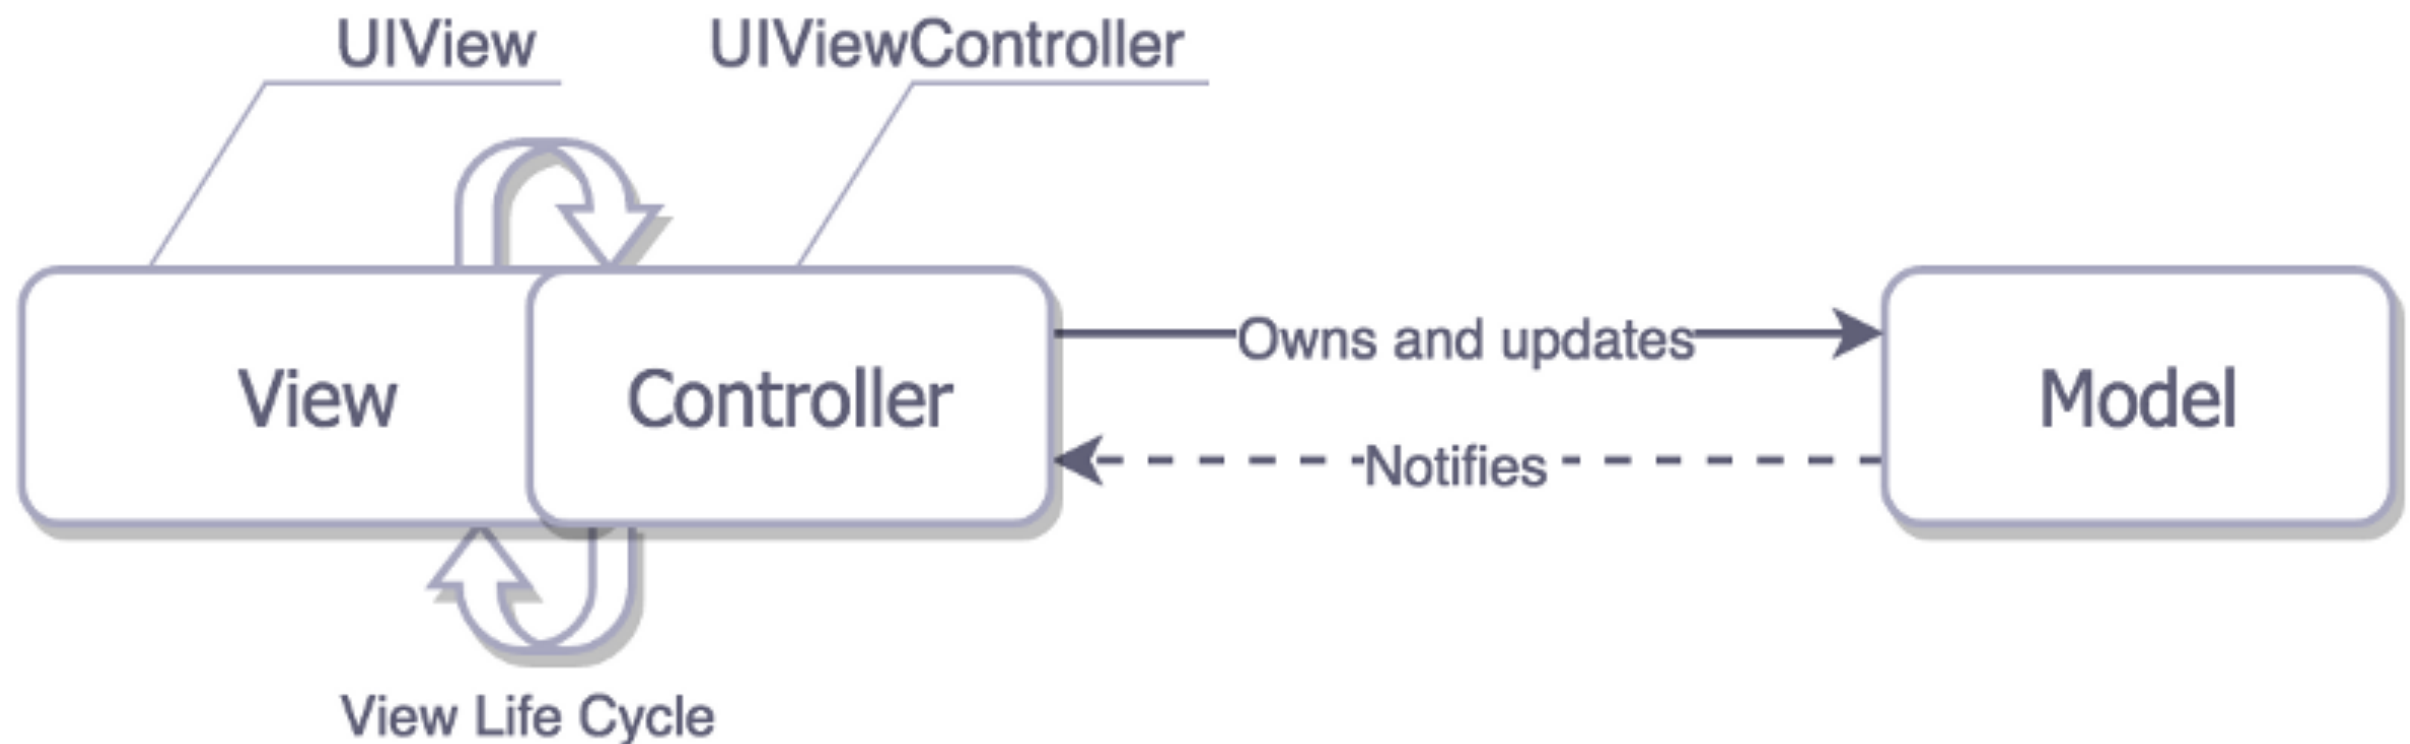 UIView
UIViewController
View
Controller
Owns and updates
Notifies
Model
View Life Cycle